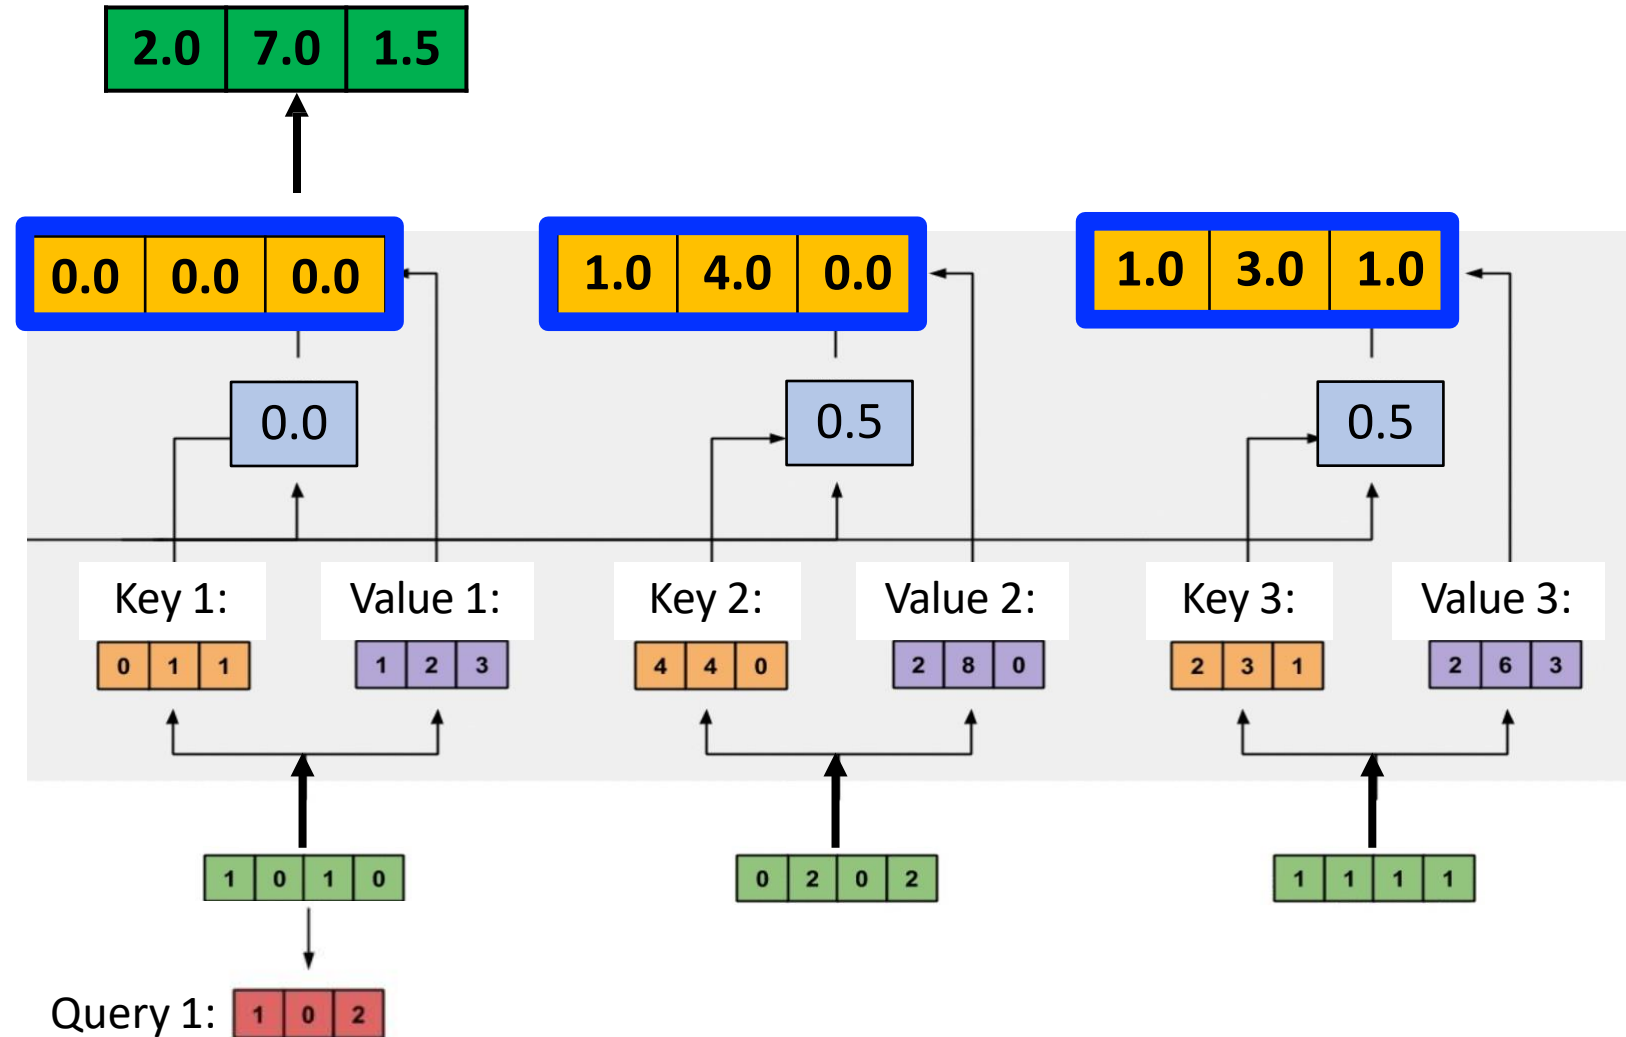 2.0 7.0 1.5
0.0 0.0 0.0 1.0 4.0 0.0 1.0 3.0 1.0
0.0 0.5 0.5
Key 1: Value 1: Key 2: Value 2: Key 3: Value 3:
0 1 1 1 2 3 4 4 0 2 8 0 2 3 1 2 6 3
1 0 1 0 0 2 0 2 1 1 1 1
Query 1: 1 0 2